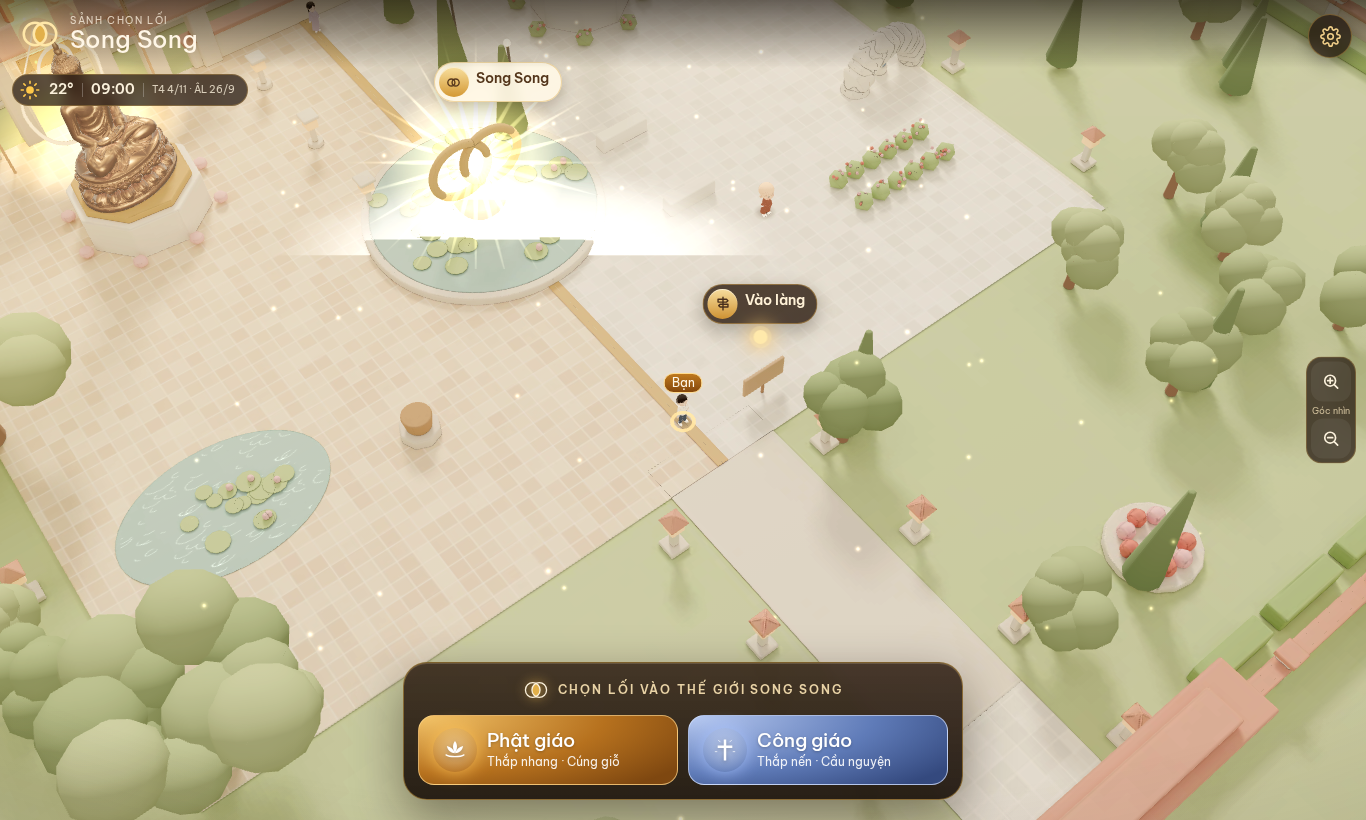 SẢNH CHỌN LỐI
Song Song
22° 09:00 T4 4/11 · ÂL 26/9
Song Song
Vào làng
Bạn
Góc nhìn
CHỌN LỐI VÀO THẾ GIỚI SONG SONG
Phật giáo
Thắp nhang · Cúng giỗ
Công giáo
Thắp nến · Cầu nguyện